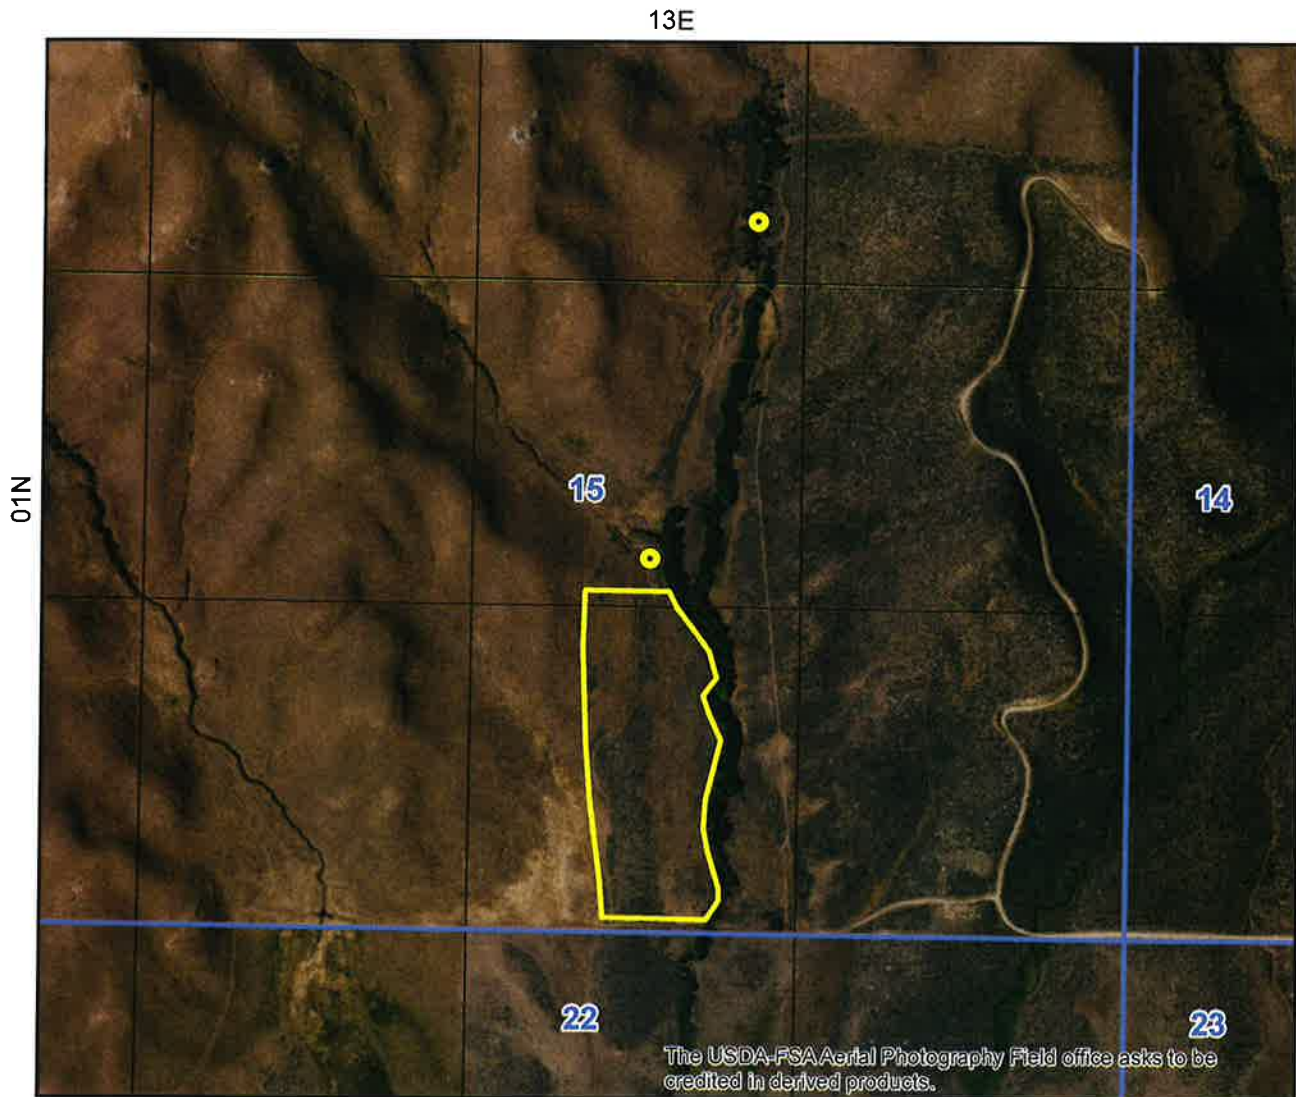 13E
01N
15
14
22
23
The USDA-FSA Aerial Photography Field office asks to be
credited in derived products.